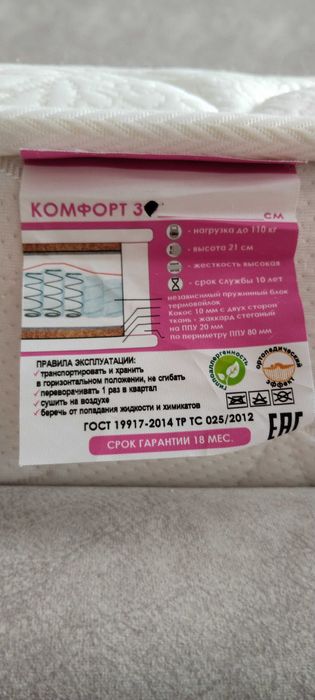 КОМФОРТ 3
см
- нагрузка до 110 кг
- высота 21 см
- жесткость высокая
- срок службы 10 лет
независимый пружинный блок
термовойлок
Кокос 10 мм с двух сторон
ткань - жаккард стеганый
на ППУ 20 мм
по периметру ППУ 80 мм
ПРАВИЛА ЭКСПЛУАТАЦИИ:
транспортировать и хранить
в горизонтальном положении, не сгибать
переворачивать 1 раз в квартал
сушить на воздухе
беречь от попадания жидкости и химикатов
гипоаллергенность
ортопедический
эффект
ГОСТ 19917-2014 ТР ТС 025/2012
EAC
СРОК ГАРАНТИИ 18 МЕС.